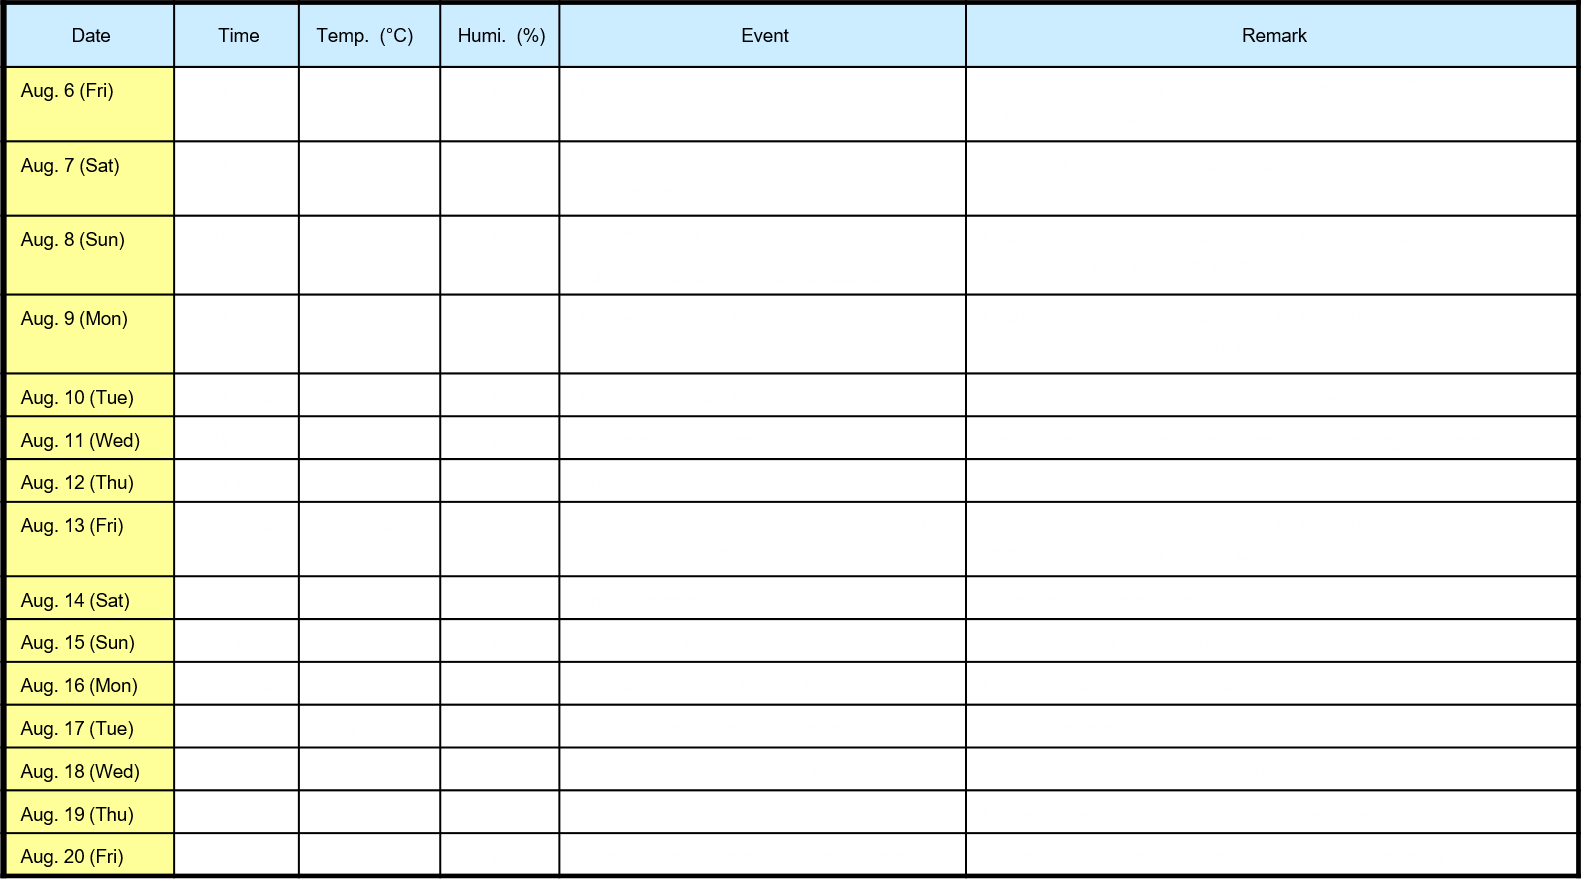 Date Time Temp. (°C) Humi. (%) Event Remark
Aug. 6 (Fri)
Aug. 7 (Sat)
Aug. 8 (Sun)
Aug. 9 (Mon)
Aug. 10 (Tue)
Aug. 11 (Wed)
Aug. 12 (Thu)
Aug. 13 (Fri)
Aug. 14 (Sat)
Aug. 15 (Sun)
Aug. 16 (Mon)
Aug. 17 (Tue)
Aug. 18 (Wed)
Aug. 19 (Thu)
Aug. 20 (Fri)